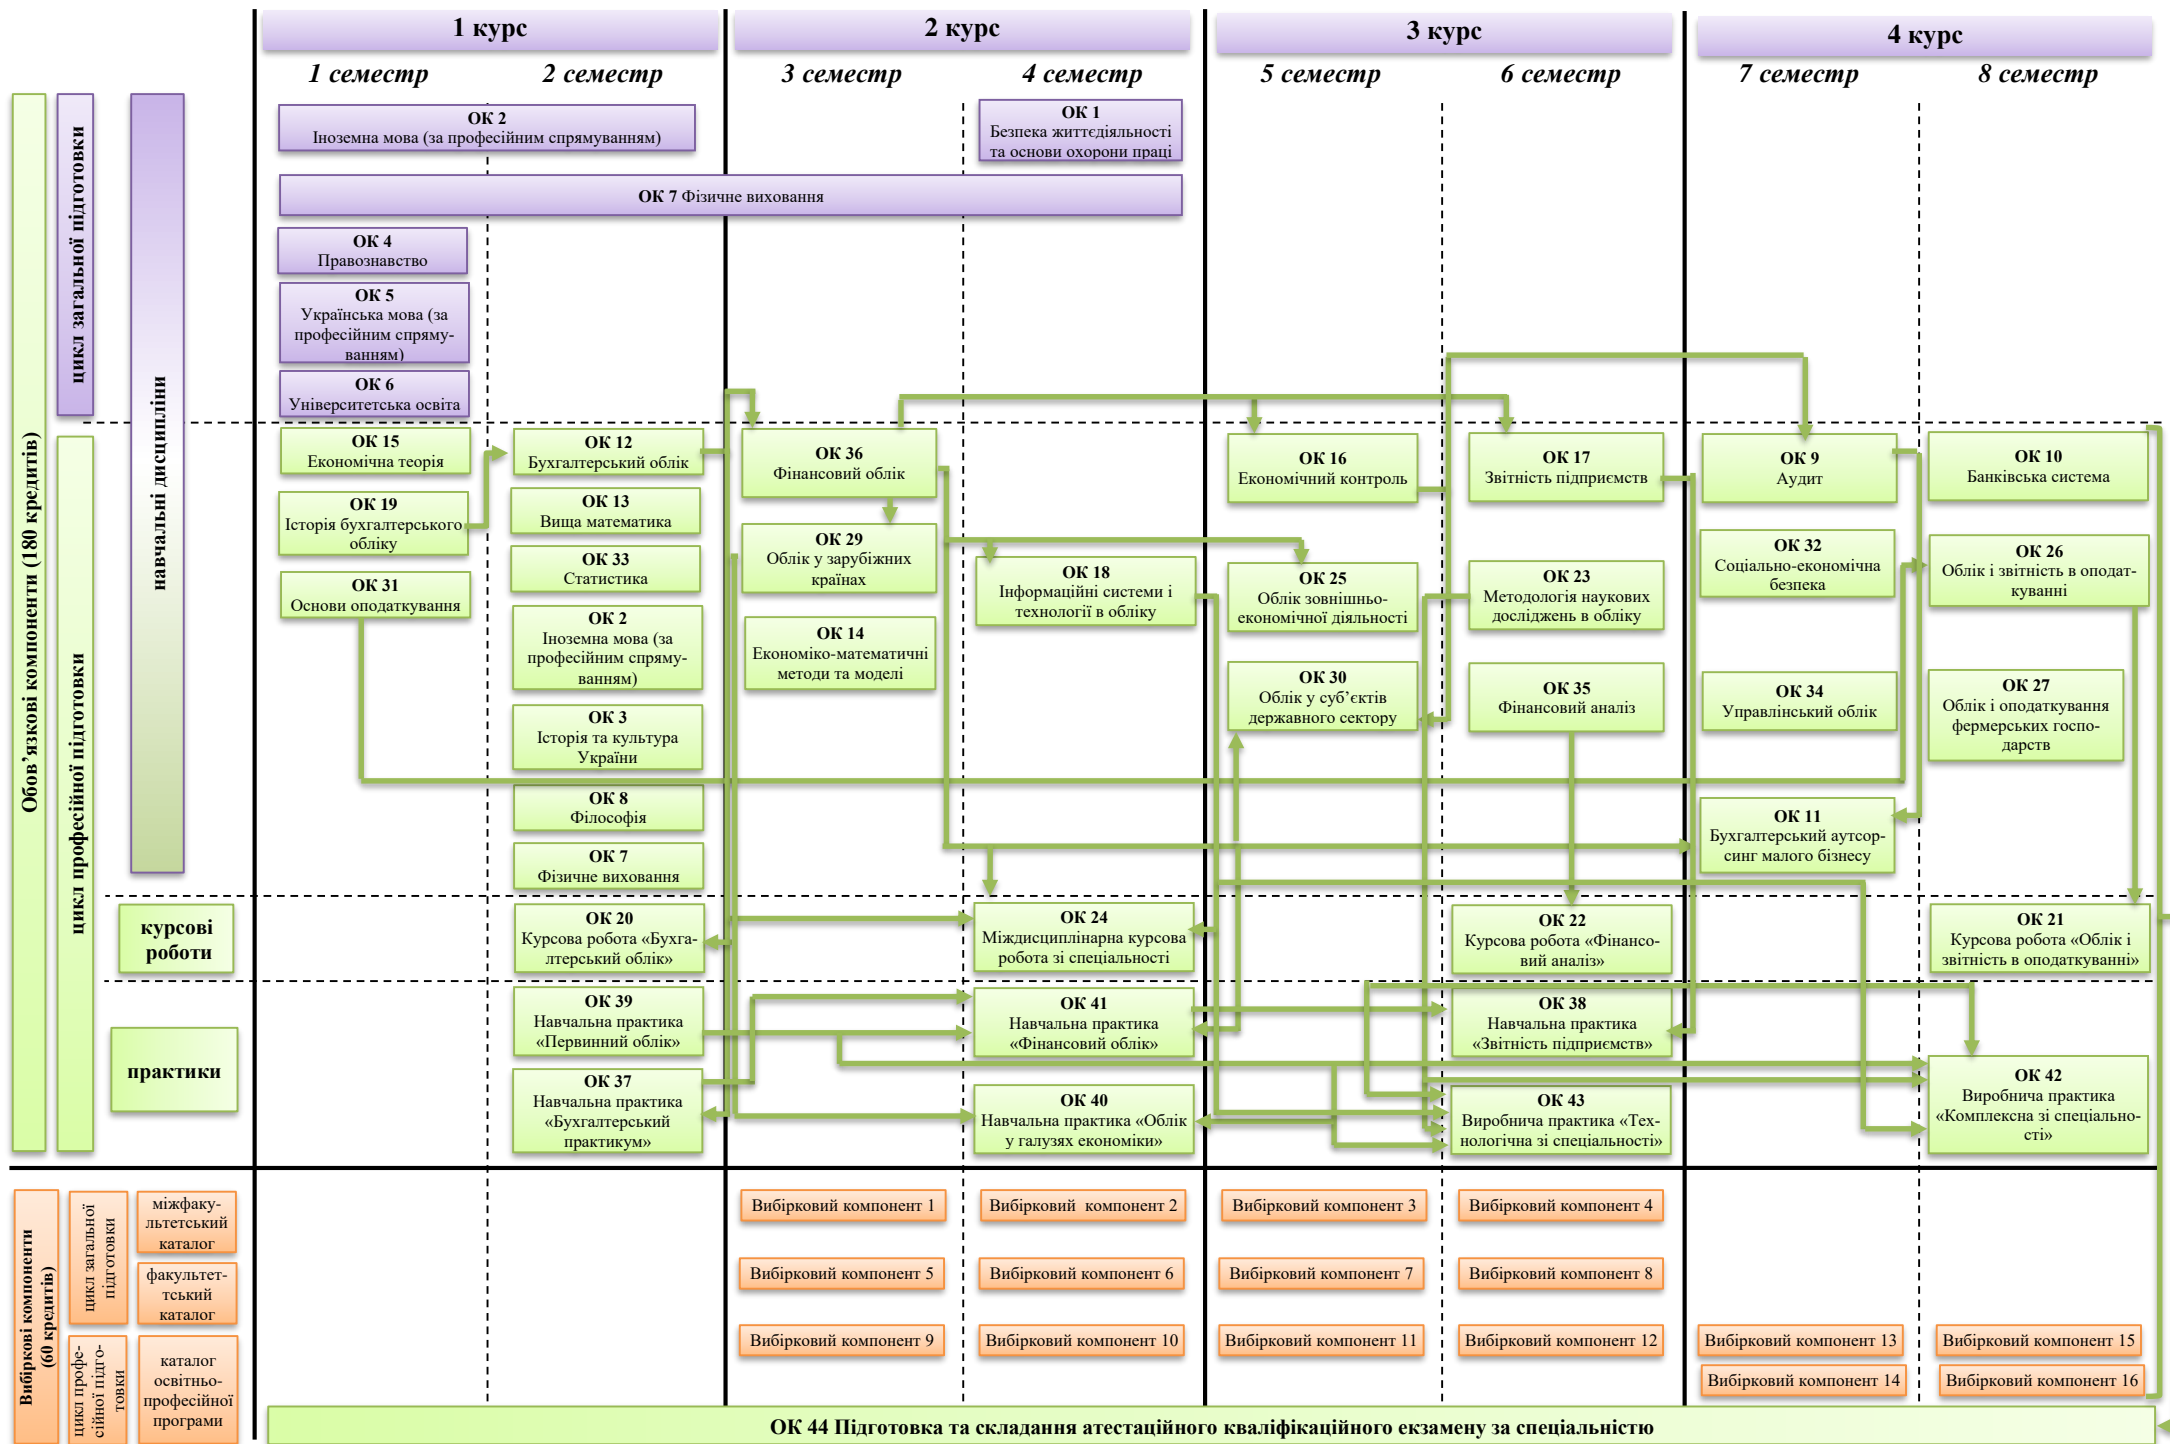 1 курс
2 курс
3 курс
4 курс
1 семестр
2 семестр
3 семестр
4 семестр
5 семестр
6 семестр
7 семестр
8 семестр
Обов’язкові компоненти (180 кредитів)
цикл загальної підготовки
цикл професійної підготовки
навчальні дисципліни
курсові
роботи
практики
ОК 2
Іноземна мова (за професійним спрямуванням)
ОК 1
Безпека життєдіяльності
та основи охорони праці
ОК 7 Фізичне виховання
ОК 4
Правознавство
ОК 5
Українська мова (за
професійним спряму-
ванням)
ОК 6
Університетська освіта
ОК 15
Економічна теорія
ОК 19
Історія бухгалтерського
обліку
ОК 31
Основи оподаткування
ОК 12
Бухгалтерський облік
ОК 13
Вища математика
ОК 33
Статистика
ОК 2
Іноземна мова (за
професійним спряму-
ванням)
ОК 3
Історія та культура
України
ОК 8
Філософія
ОК 7
Фізичне виховання
ОК 20
Курсова робота «Бухга-
лтерський облік»
ОК 39
Навчальна практика
«Первинний облік»
ОК 37
Навчальна практика
«Бухгалтерський
практикум»
ОК 36
Фінансовий облік
ОК 29
Облік у зарубіжних
країнах
ОК 14
Економіко-математичні
методи та моделі
ОК 18
Інформаційні системи і
технології в обліку
ОК 24
Міждисциплінарна курсова
робота зі спеціальності
ОК 41
Навчальна практика
«Фінансовий облік»
ОК 40
Навчальна практика «Облік
у галузях економіки»
ОК 16
Економічний контроль
ОК 25
Облік зовнішньо-
економічної діяльності
ОК 30
Облік у суб’єктів
державного сектору
ОК 17
Звітність підприємств
ОК 23
Методологія наукових
досліджень в обліку
ОК 35
Фінансовий аналіз
ОК 22
Курсова робота «Фінансо-
вий аналіз»
ОК 38
Навчальна практика
«Звітність підприємств»
ОК 43
Виробнича практика «Тех-
нологічна зі спеціальності»
ОК 9
Аудит
ОК 32
Соціально-економічна
безпека
ОК 34
Управлінський облік
ОК 11
Бухгалтерський аутсор-
синг малого бізнесу
ОК 10
Банківська система
ОК 26
Облік і звітність в оподат-
куванні
ОК 27
Облік і оподаткування
фермерських госпо-
дарств
ОК 21
Курсова робота «Облік і
звітність в оподаткуванні»
ОК 42
Виробнича практика
«Комплексна зі спеціально-
сті»
Вибіркові компоненти
(60 кредитів)
цикл загальної
підготовки
цикл профе-
сійної підго-
товки
міжфаку-
льтетський
каталог
факультет-
тський
каталог
каталог
освітньо-
професійної
програми
Вибірковий компонент 1
Вибірковий компонент 2
Вибірковий компонент 3
Вибірковий компонент 4
Вибірковий компонент 5
Вибірковий компонент 6
Вибірковий компонент 7
Вибірковий компонент 8
Вибірковий компонент 9
Вибірковий компонент 10
Вибірковий компонент 11
Вибірковий компонент 12
Вибірковий компонент 13
Вибірковий компонент 15
Вибірковий компонент 14
Вибірковий компонент 16
ОК 44 Підготовка та складання атестаційного кваліфікаційного екзамену за спеціальністю